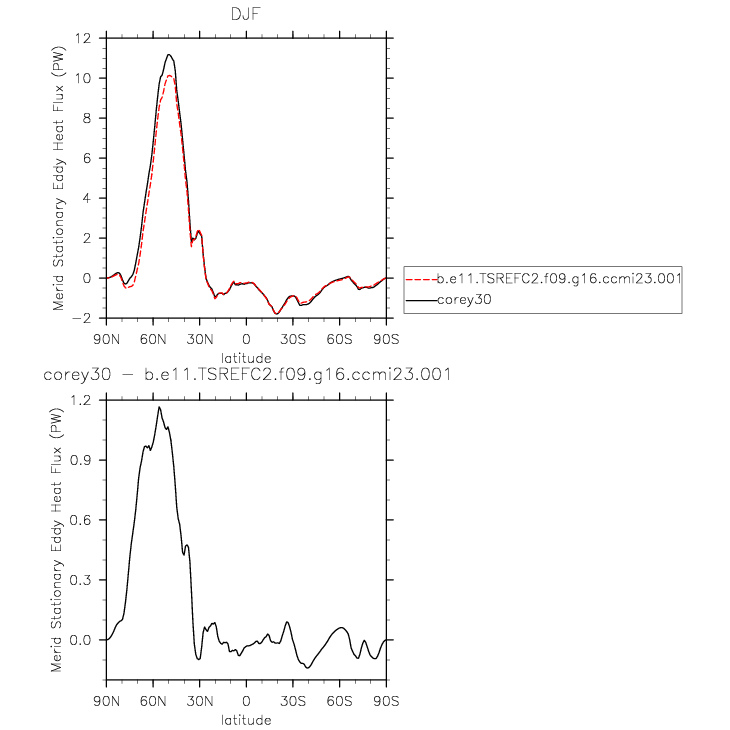 DJF
Merid Stationary Eddy Heat Flux (PW)
12
10
8
6
4
2
0
−2
90N 60N 30N 0 30S 60S 90S
latitude
b.e11.TSREFC2.f09.g16.ccmi23.001
corey30
corey30 − b.e11.TSREFC2.f09.g16.ccmi23.001
Merid Stationary Eddy Heat Flux (PW)
1.2
0.9
0.6
0.3
0.0
90N 60N 30N 0 30S 60S 90S
latitude